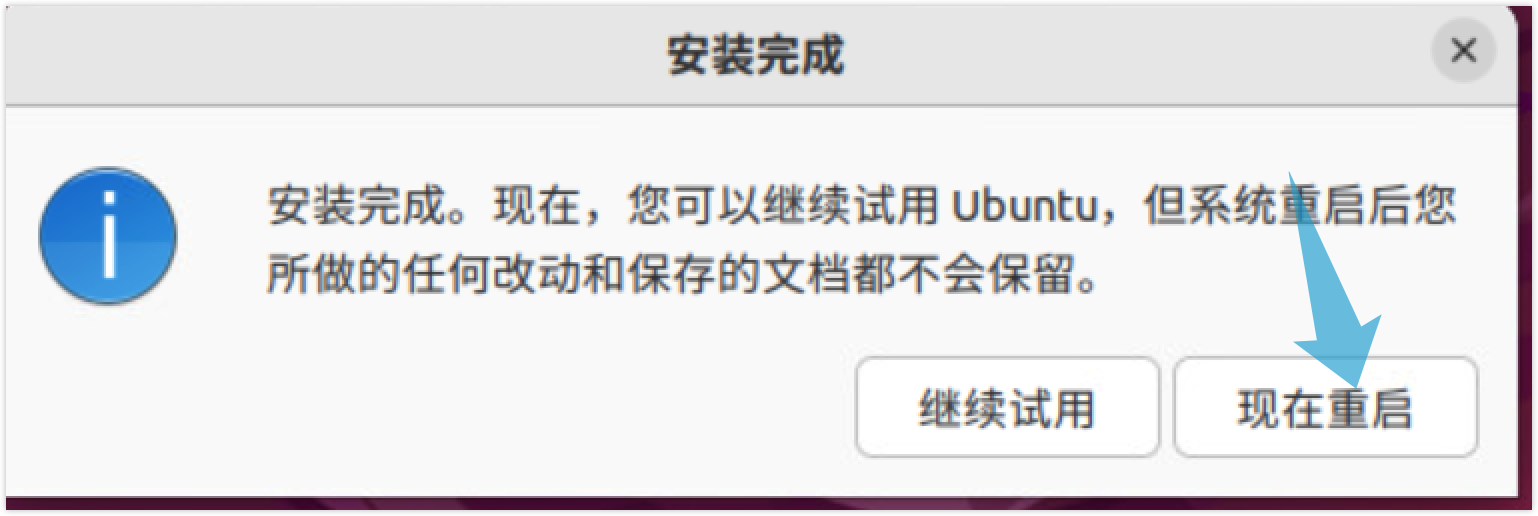 安装完成
安装完成。现在，您可以继续试用 Ubuntu，但系统重启后您
所做的任何改动和保存的文档都不会保留。
继续试用
现在重启